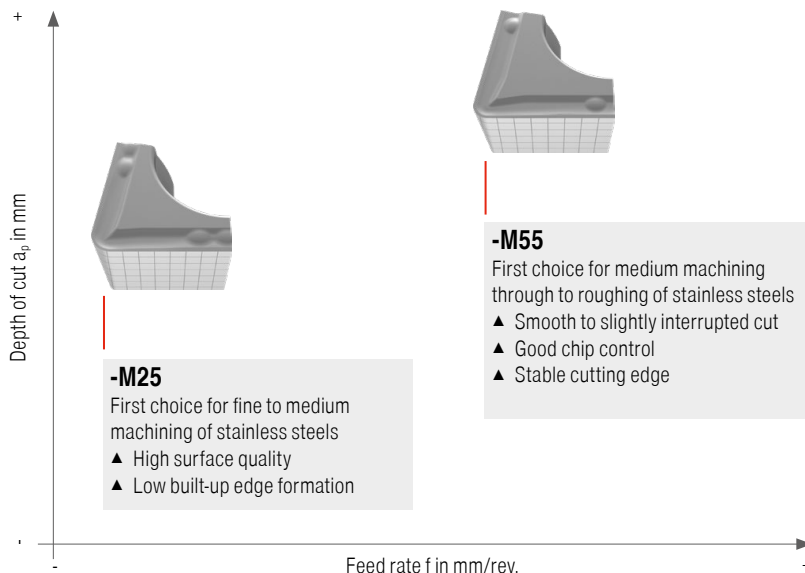 +
Depth of cut aₚ in mm
-M55
First choice for medium machining
through to roughing of stainless steels
▲ Smooth to slightly interrupted cut
▲ Good chip control
▲ Stable cutting edge
-M25
First choice for fine to medium
machining of stainless steels
▲ High surface quality
▲ Low built-up edge formation
-
-
Feed rate f in mm/rev.
+